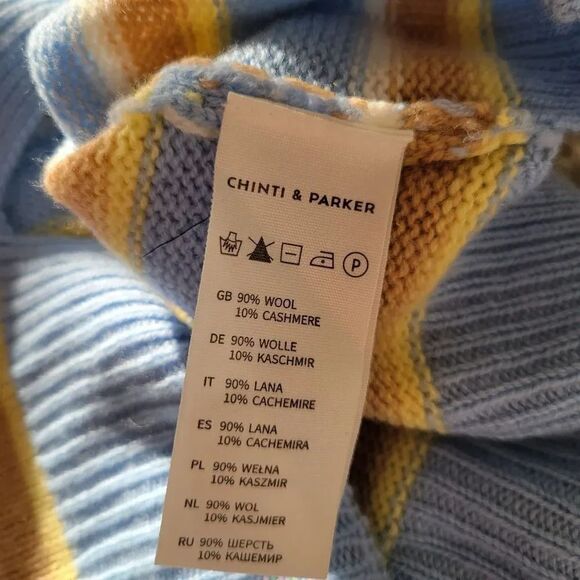 CHINTI & PARKER
P
GB 90% WOOL
10% CASHMERE
DE 90% WOLLE
10% KASCHMIR
IT 90% LANA
10% CACHEMIRE
ES 90% LANA
10% CACHEMIRA
PL 90% WEŁNA
10% KASZMIR
NL 90% WOL
10% KASJMIER
RU 90% ШЕРСТЬ
10% КАШЕМИР